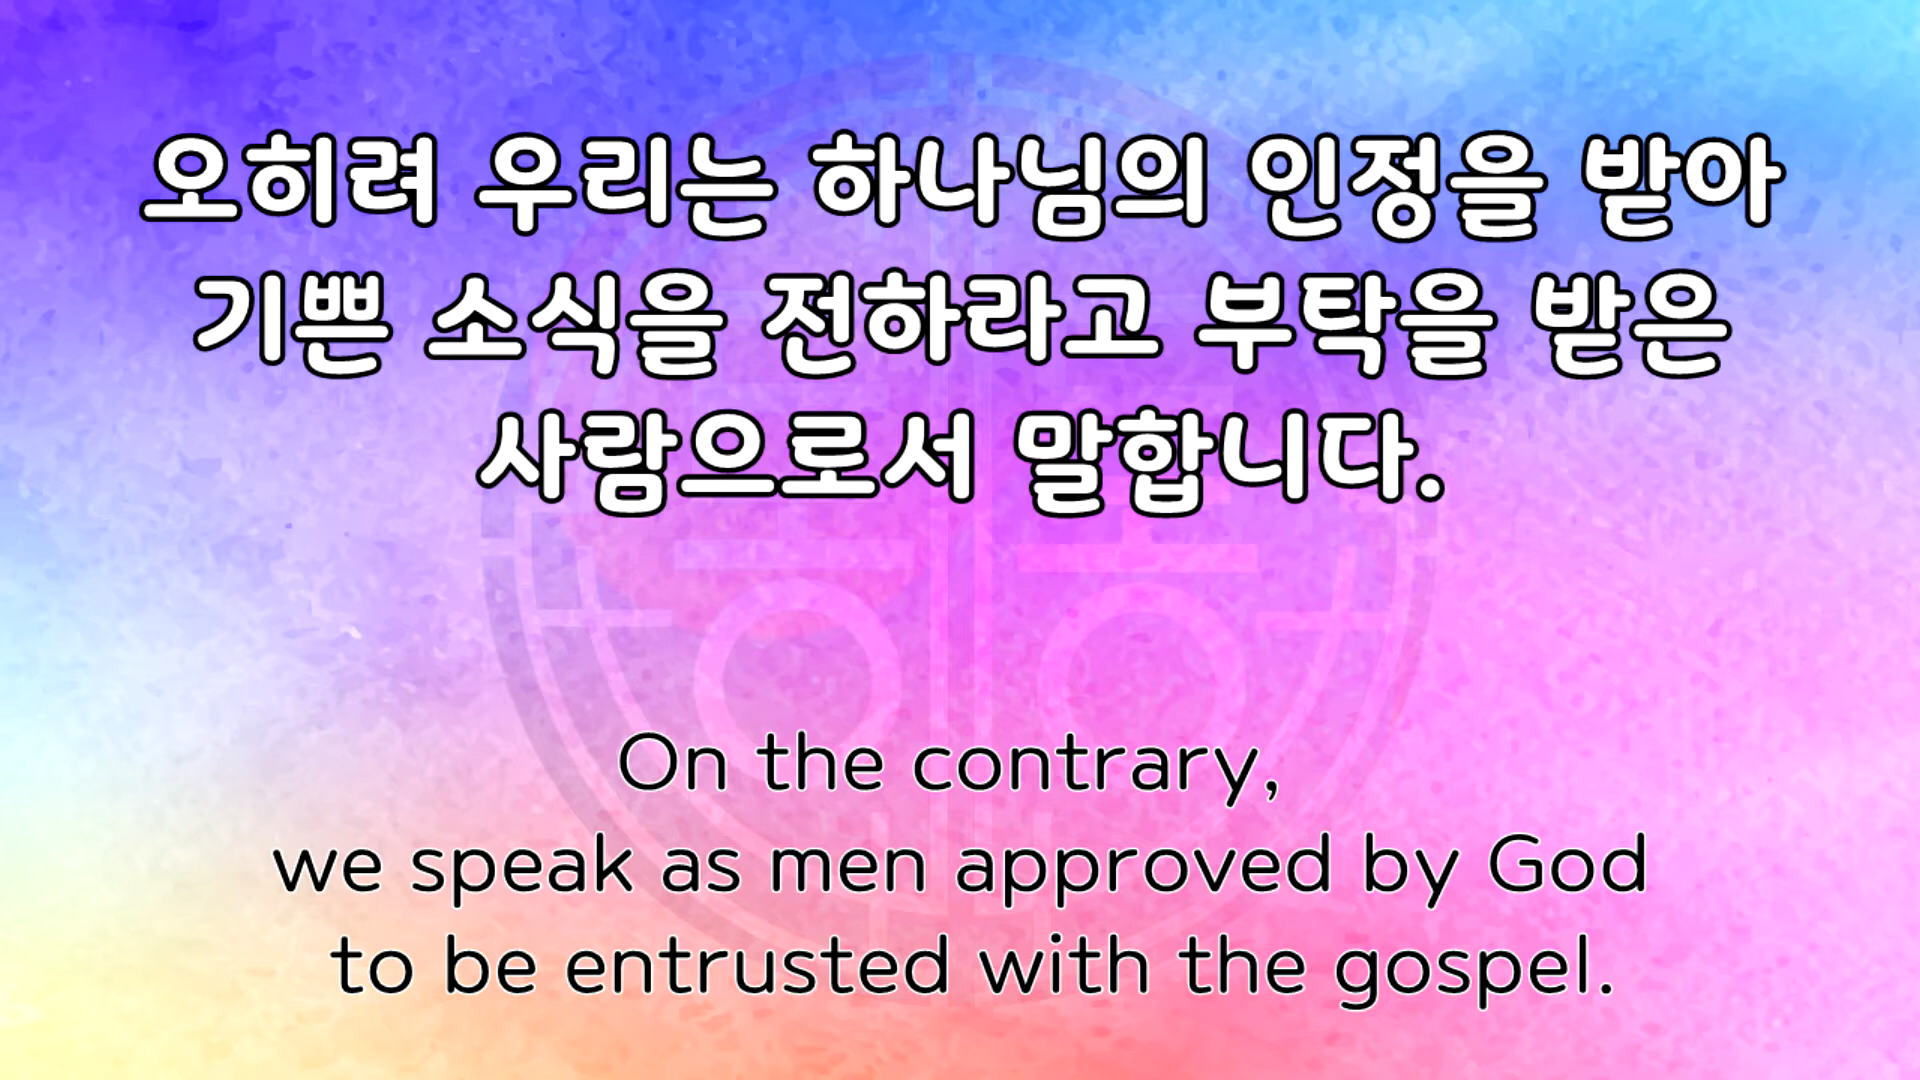 오히려 우리는 하나님의 인정을 받아
기쁜 소식을 전하라고 부탁을 받은
사람으로서 말합니다.
On the contrary,
we speak as men approved by God
to be entrusted with the gospel.